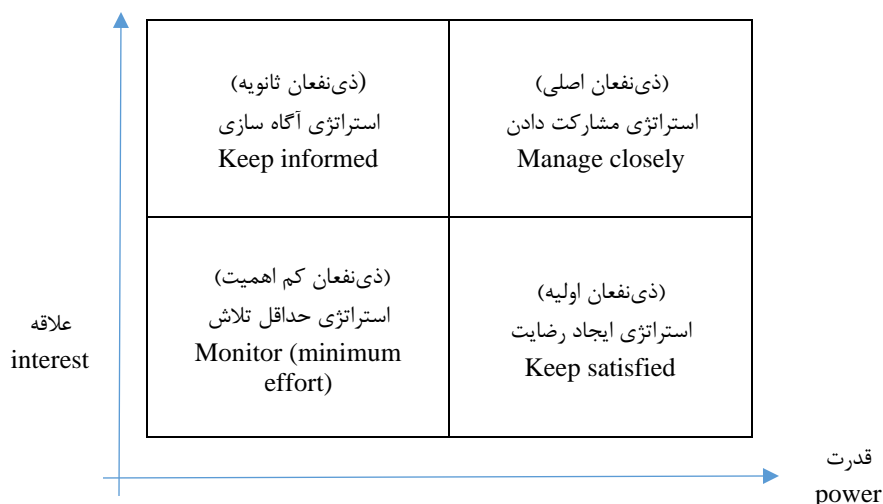 (ذی‌نفعان ثانویه)
استراتژی آگاه سازی
Keep informed
(ذی‌نفعان اصلی)
استراتژی مشارکت دادن
Manage closely
(ذی‌نفعان کم اهمیت)
استراتژی حداقل تلاش
Monitor (minimum
effort)
(ذی‌نفعان اولیه)
استراتژی ایجاد رضایت
Keep satisfied
علاقه
interest
قدرت
power